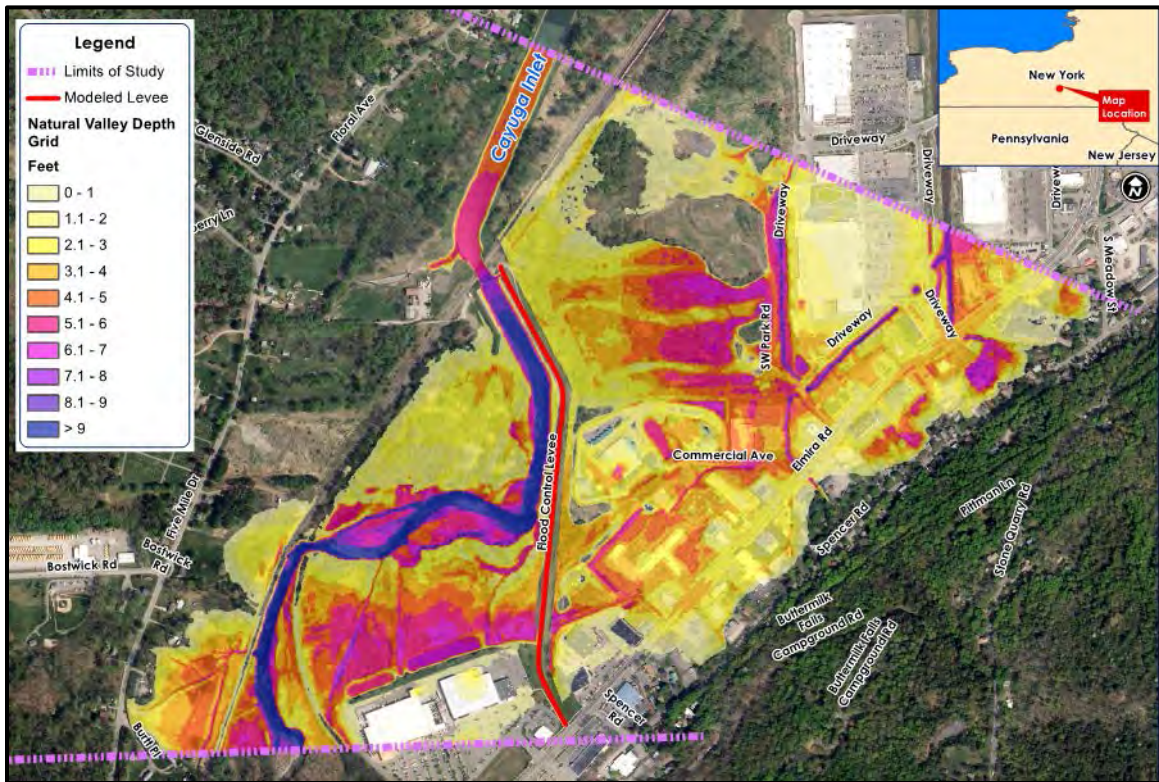 Legend
Limits of Study
Modeled Levee
Natural Valley Depth
Grid
Feet
0 - 1
1.1 - 2
2.1 - 3
3.1 - 4
4.1 - 5
5.1 - 6
6.1 - 7
7.1 - 8
8.1 - 9
> 9
Glenside Rd
Floral Ave
Cayuga Inlet
New York
Map
Location
Pennsylvania
New Jersey
N
Driveway
Driveway
Driveway
Driveway
S Meadow St
SW Park Rd
Driveway
Driveway
Flood Control Levee
Commercial Ave
Elmira Rd
Five Mile Dr
Bostwick Rd
Bostwick
Rd
Spencer Rd
Pithman Ln
Stone Quarry Rd
Buttermilk
Falls
Campground Rd
Buttermilk Falls
Campground Rd
Spencer
Rd